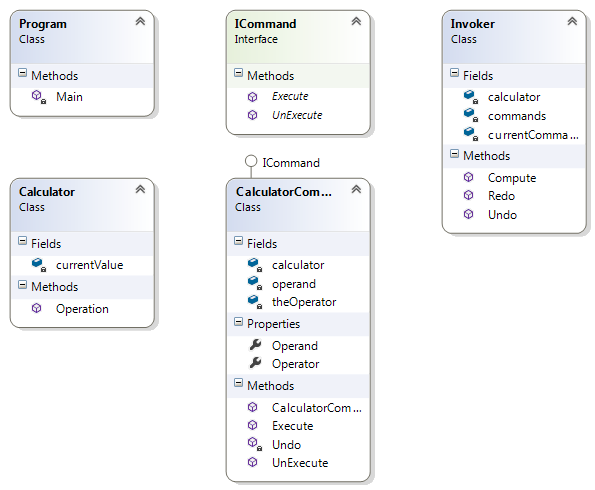 Program
Class
Methods
Main
ICommand
Interface
Methods
Execute
UnExecute
Invoker
Class
Fields
calculator
commands
currentComma...
Methods
Compute
Redo
Undo
Calculator
Class
Fields
currentValue
Methods
Operation
ICommand
CalculatorCom...
Class
Fields
calculator
operand
theOperator
Properties
Operand
Operator
Methods
CalculatorCom...
Execute
Undo
UnExecute